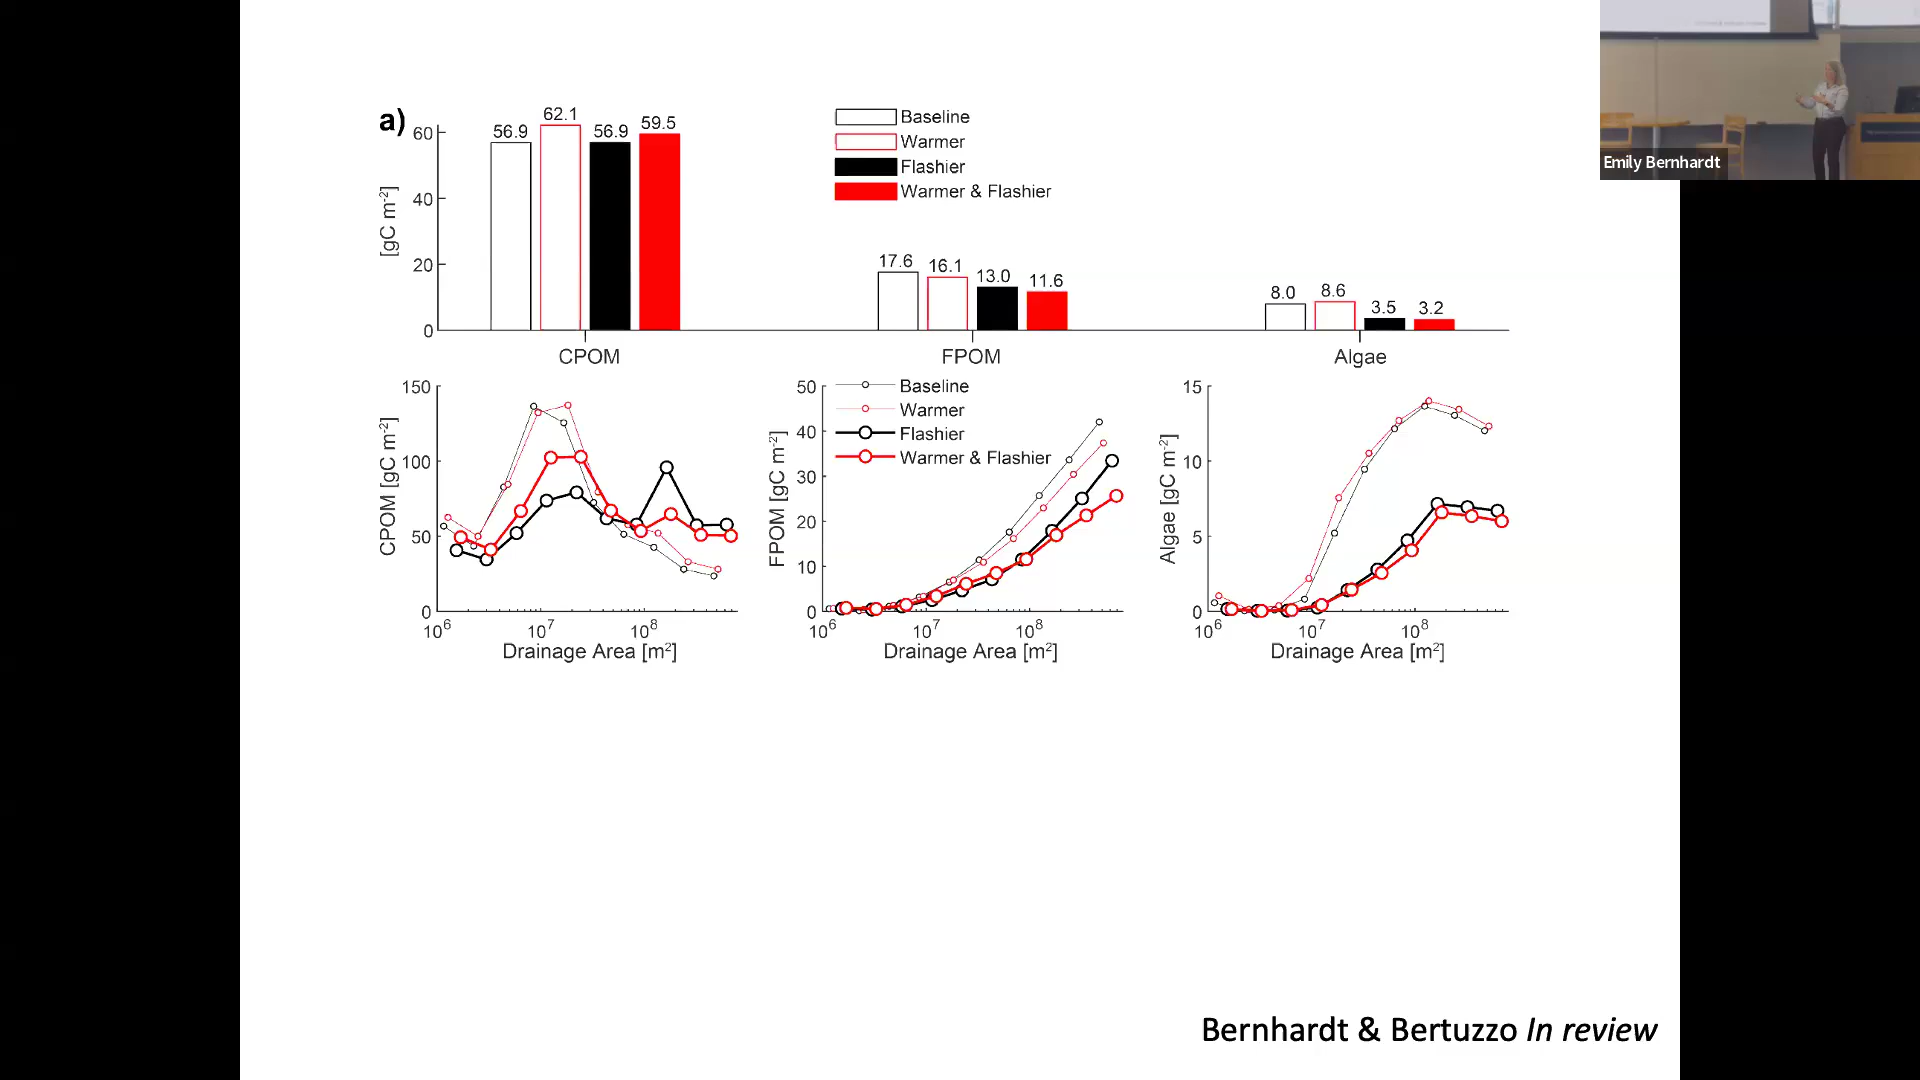 Emily Bernhardt
a)
[gC m⁻²]
60
40
20
0
56.9
62.1
56.9
59.5
17.6
16.1
13.0
11.6
8.0
8.6
3.5
3.2
Baseline
Warmer
Flashier
Warmer & Flashier
CPOM
FPOM
Algae
CPOM [gC m⁻²]
150
100
50
0
10⁶
10⁷
10⁸
Drainage Area [m²]
FPOM [gC m⁻²]
50
40
30
20
10
0
Baseline
Warmer
Flashier
Warmer & Flashier
10⁶
10⁷
10⁸
Drainage Area [m²]
Algae [gC m⁻²]
15
10
5
0
10⁶
10⁷
10⁸
Drainage Area [m²]
Bernhardt & Bertuzzo In review